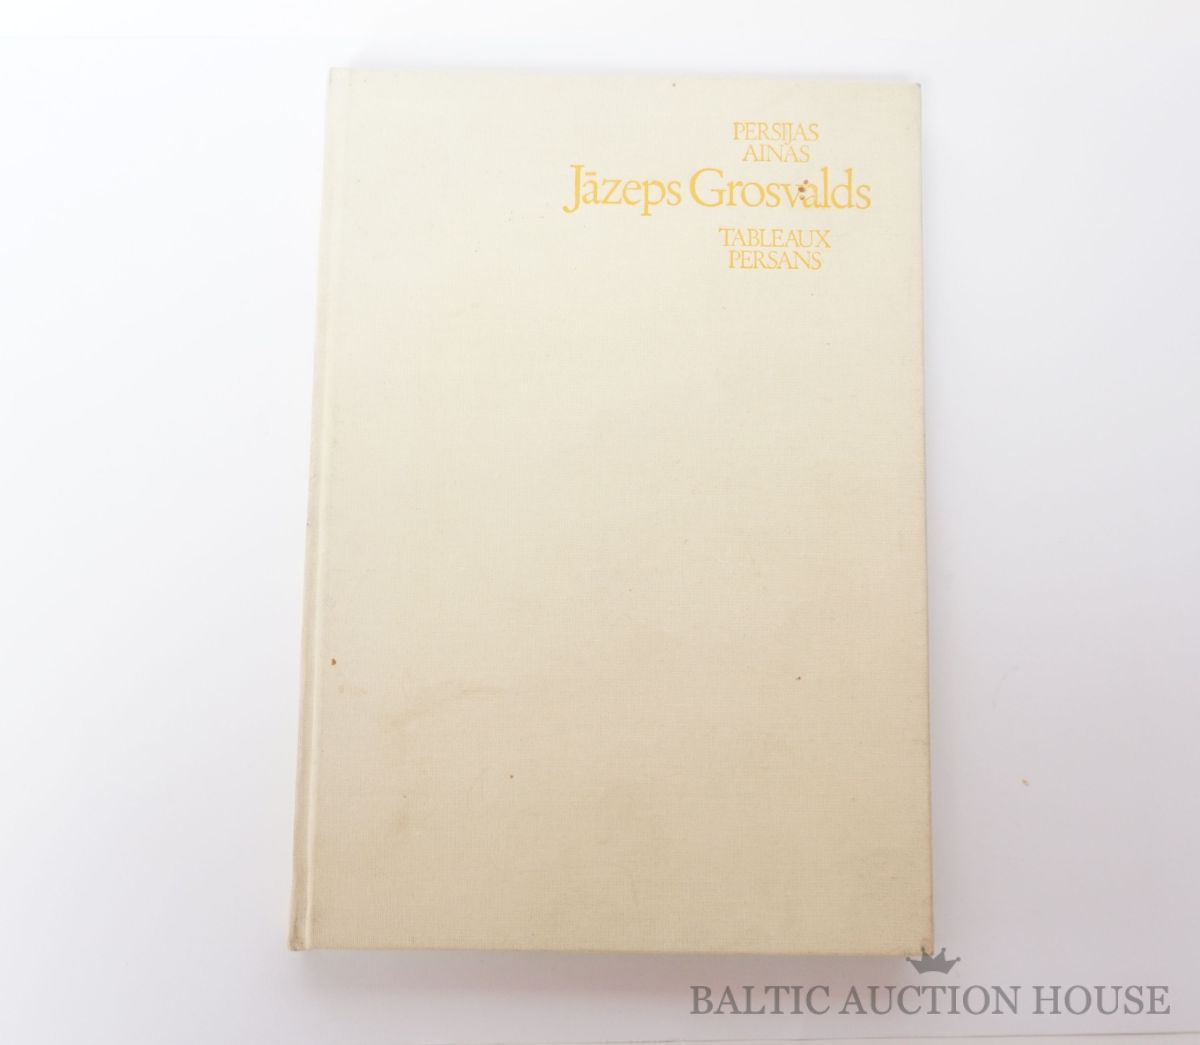 PERSIJAS
AINAS
Jāzeps Grosvalds
TABLEAUX
PERSANS
BALTIC AUCTION HOUSE